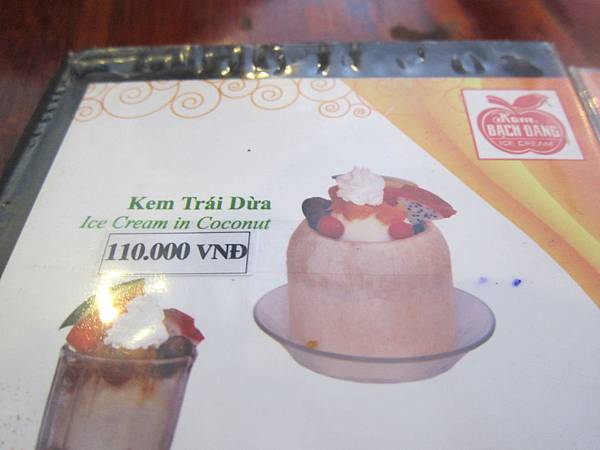 KEM
BẠCH ĐẰNG
ICE CREAM
Kem Trái Dừa
Ice Cream in Coconut
110.000 VNĐ